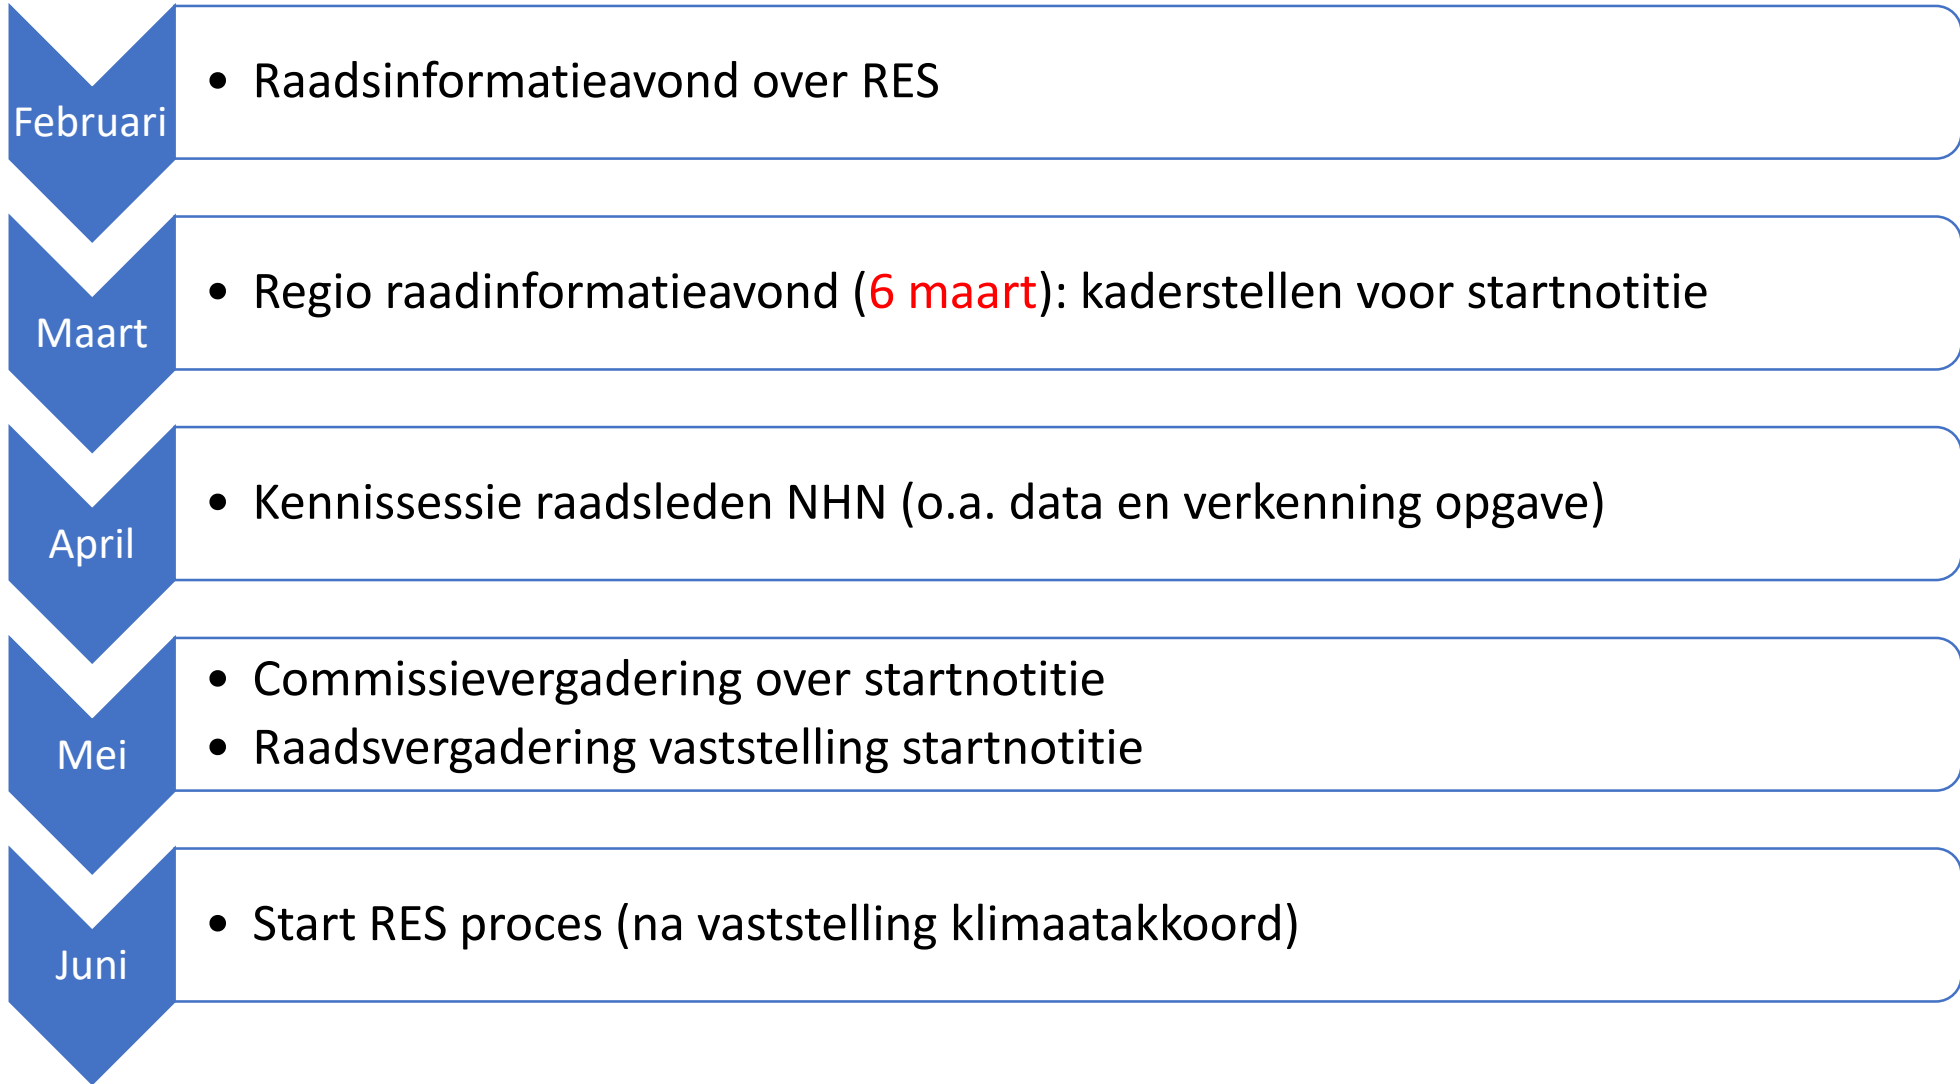 Februari
• Raadsinformatieavond over RES
Maart
• Regio raadinformatieavond (6 maart): kaderstellen voor startnotitie
April
• Kennissessie raadsleden NHN (o.a. data en verkenning opgave)
Mei
• Commissievergadering over startnotitie
• Raadsvergadering vaststelling startnotitie
Juni
• Start RES proces (na vaststelling klimaatakkoord)